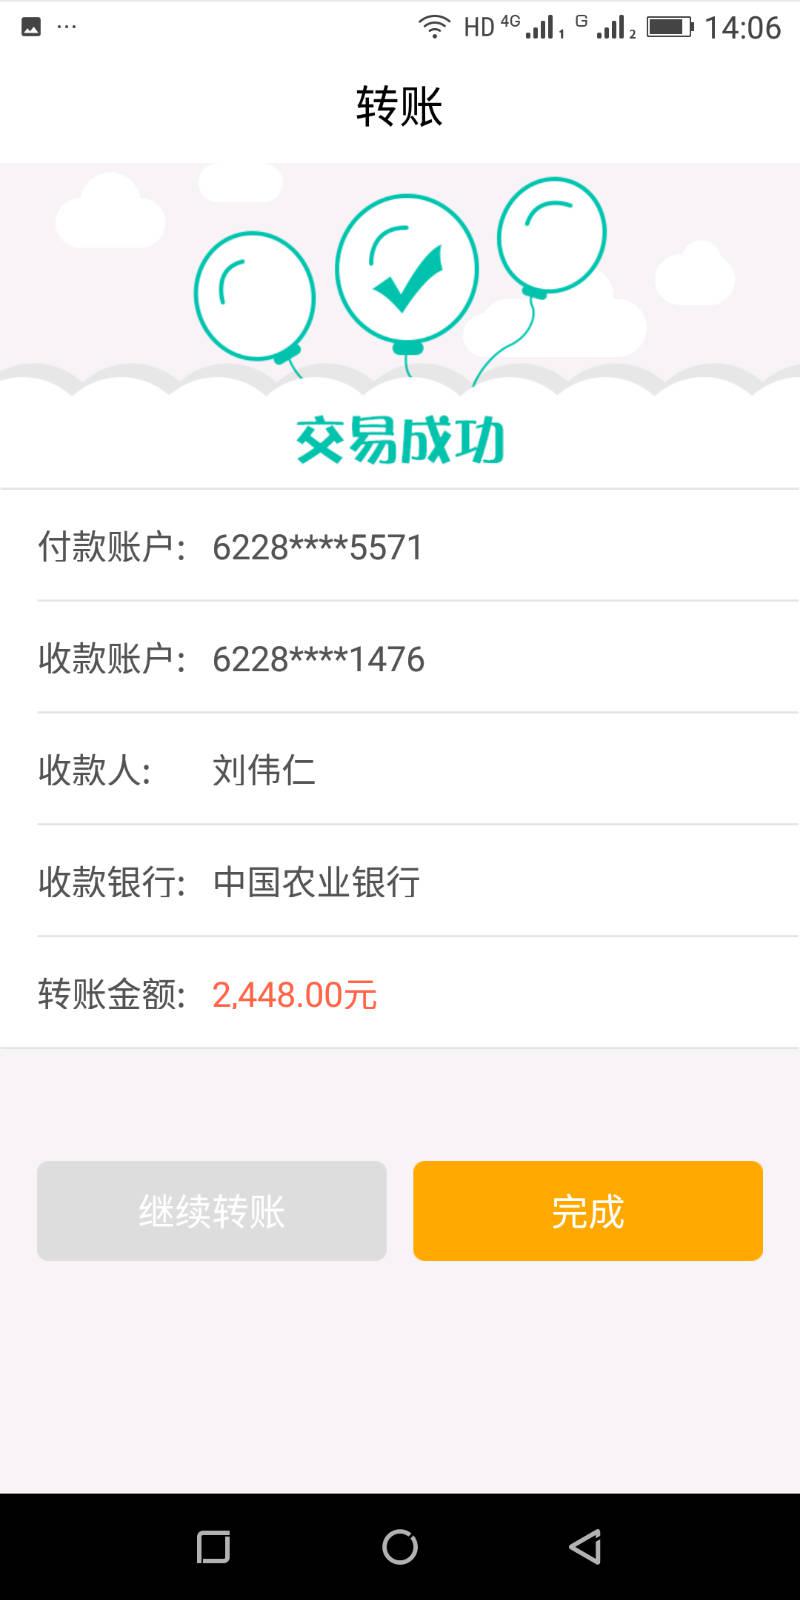 ··· HD 4G 1 G 2 14:06
转账
交易成功
付款账户: 6228****5571
收款账户: 6228****1476
收款人: 刘伟仁
收款银行: 中国农业银行
转账金额: 2,448.00元
继续转账 完成